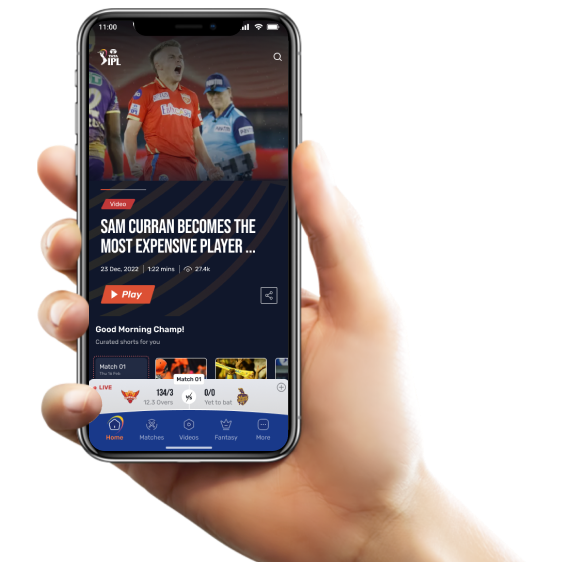 11:00
TATA
IPL
2
Video
SAM CURRAN BECOMES THE
MOST EXPENSIVE PLAYER ...
23 Dec, 2022 | 1:22 mins | 27.4k
Play
Good Morning Champ!
Curated shorts for you
Match 01
LIVE
Match 01
134/3
12.3 Overs
VS
0/0
Yet to bat
Home
Matches
Videos
Fantasy
More